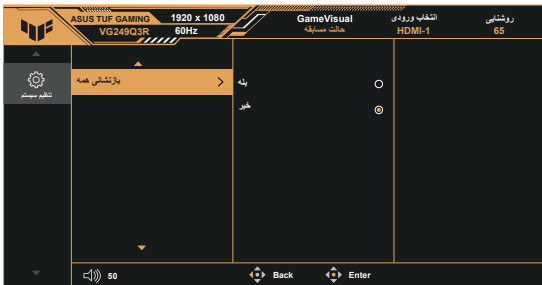 ASUS TUF GAMING
VG249Q3R
1920 x 1080
60Hz
GameVisual
حالت مسابقه
انتخاب ورودی
HDMI-1
روشنایی
65
تنظیم سیستم
بازنشانی همه
بله
خیر
50
Back
Enter